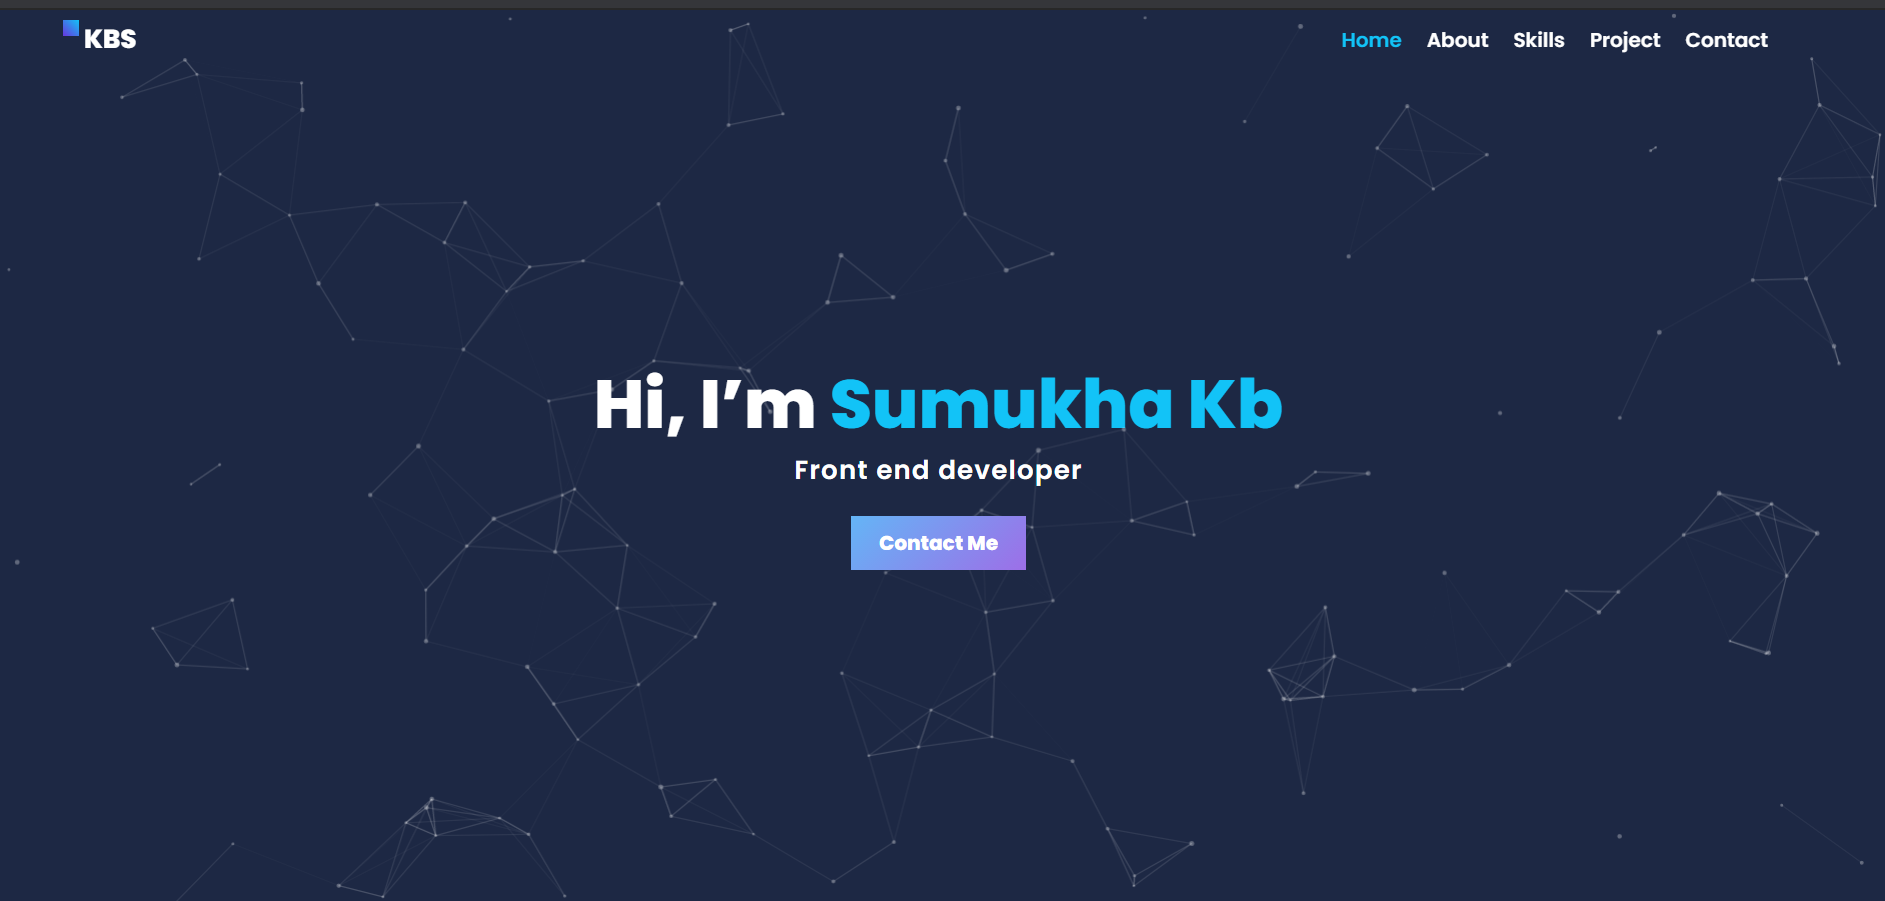 KBS
Home About Skills Project Contact
Hi, I’m Sumukha Kb
Front end developer
Contact Me